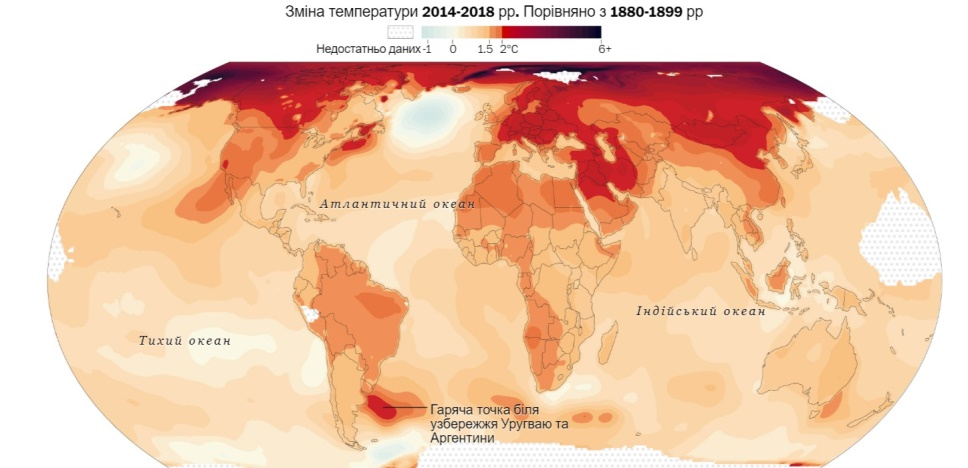 Зміна температури 2014-2018 рр. Порівняно з 1880-1899 рр
Недостатньо даних -1 0 1.5 2°C 6+
Атлантичний океан
Індійський океан
Тихий океан
Гаряча точка біля
узбережжя Уругваю та
Аргентини